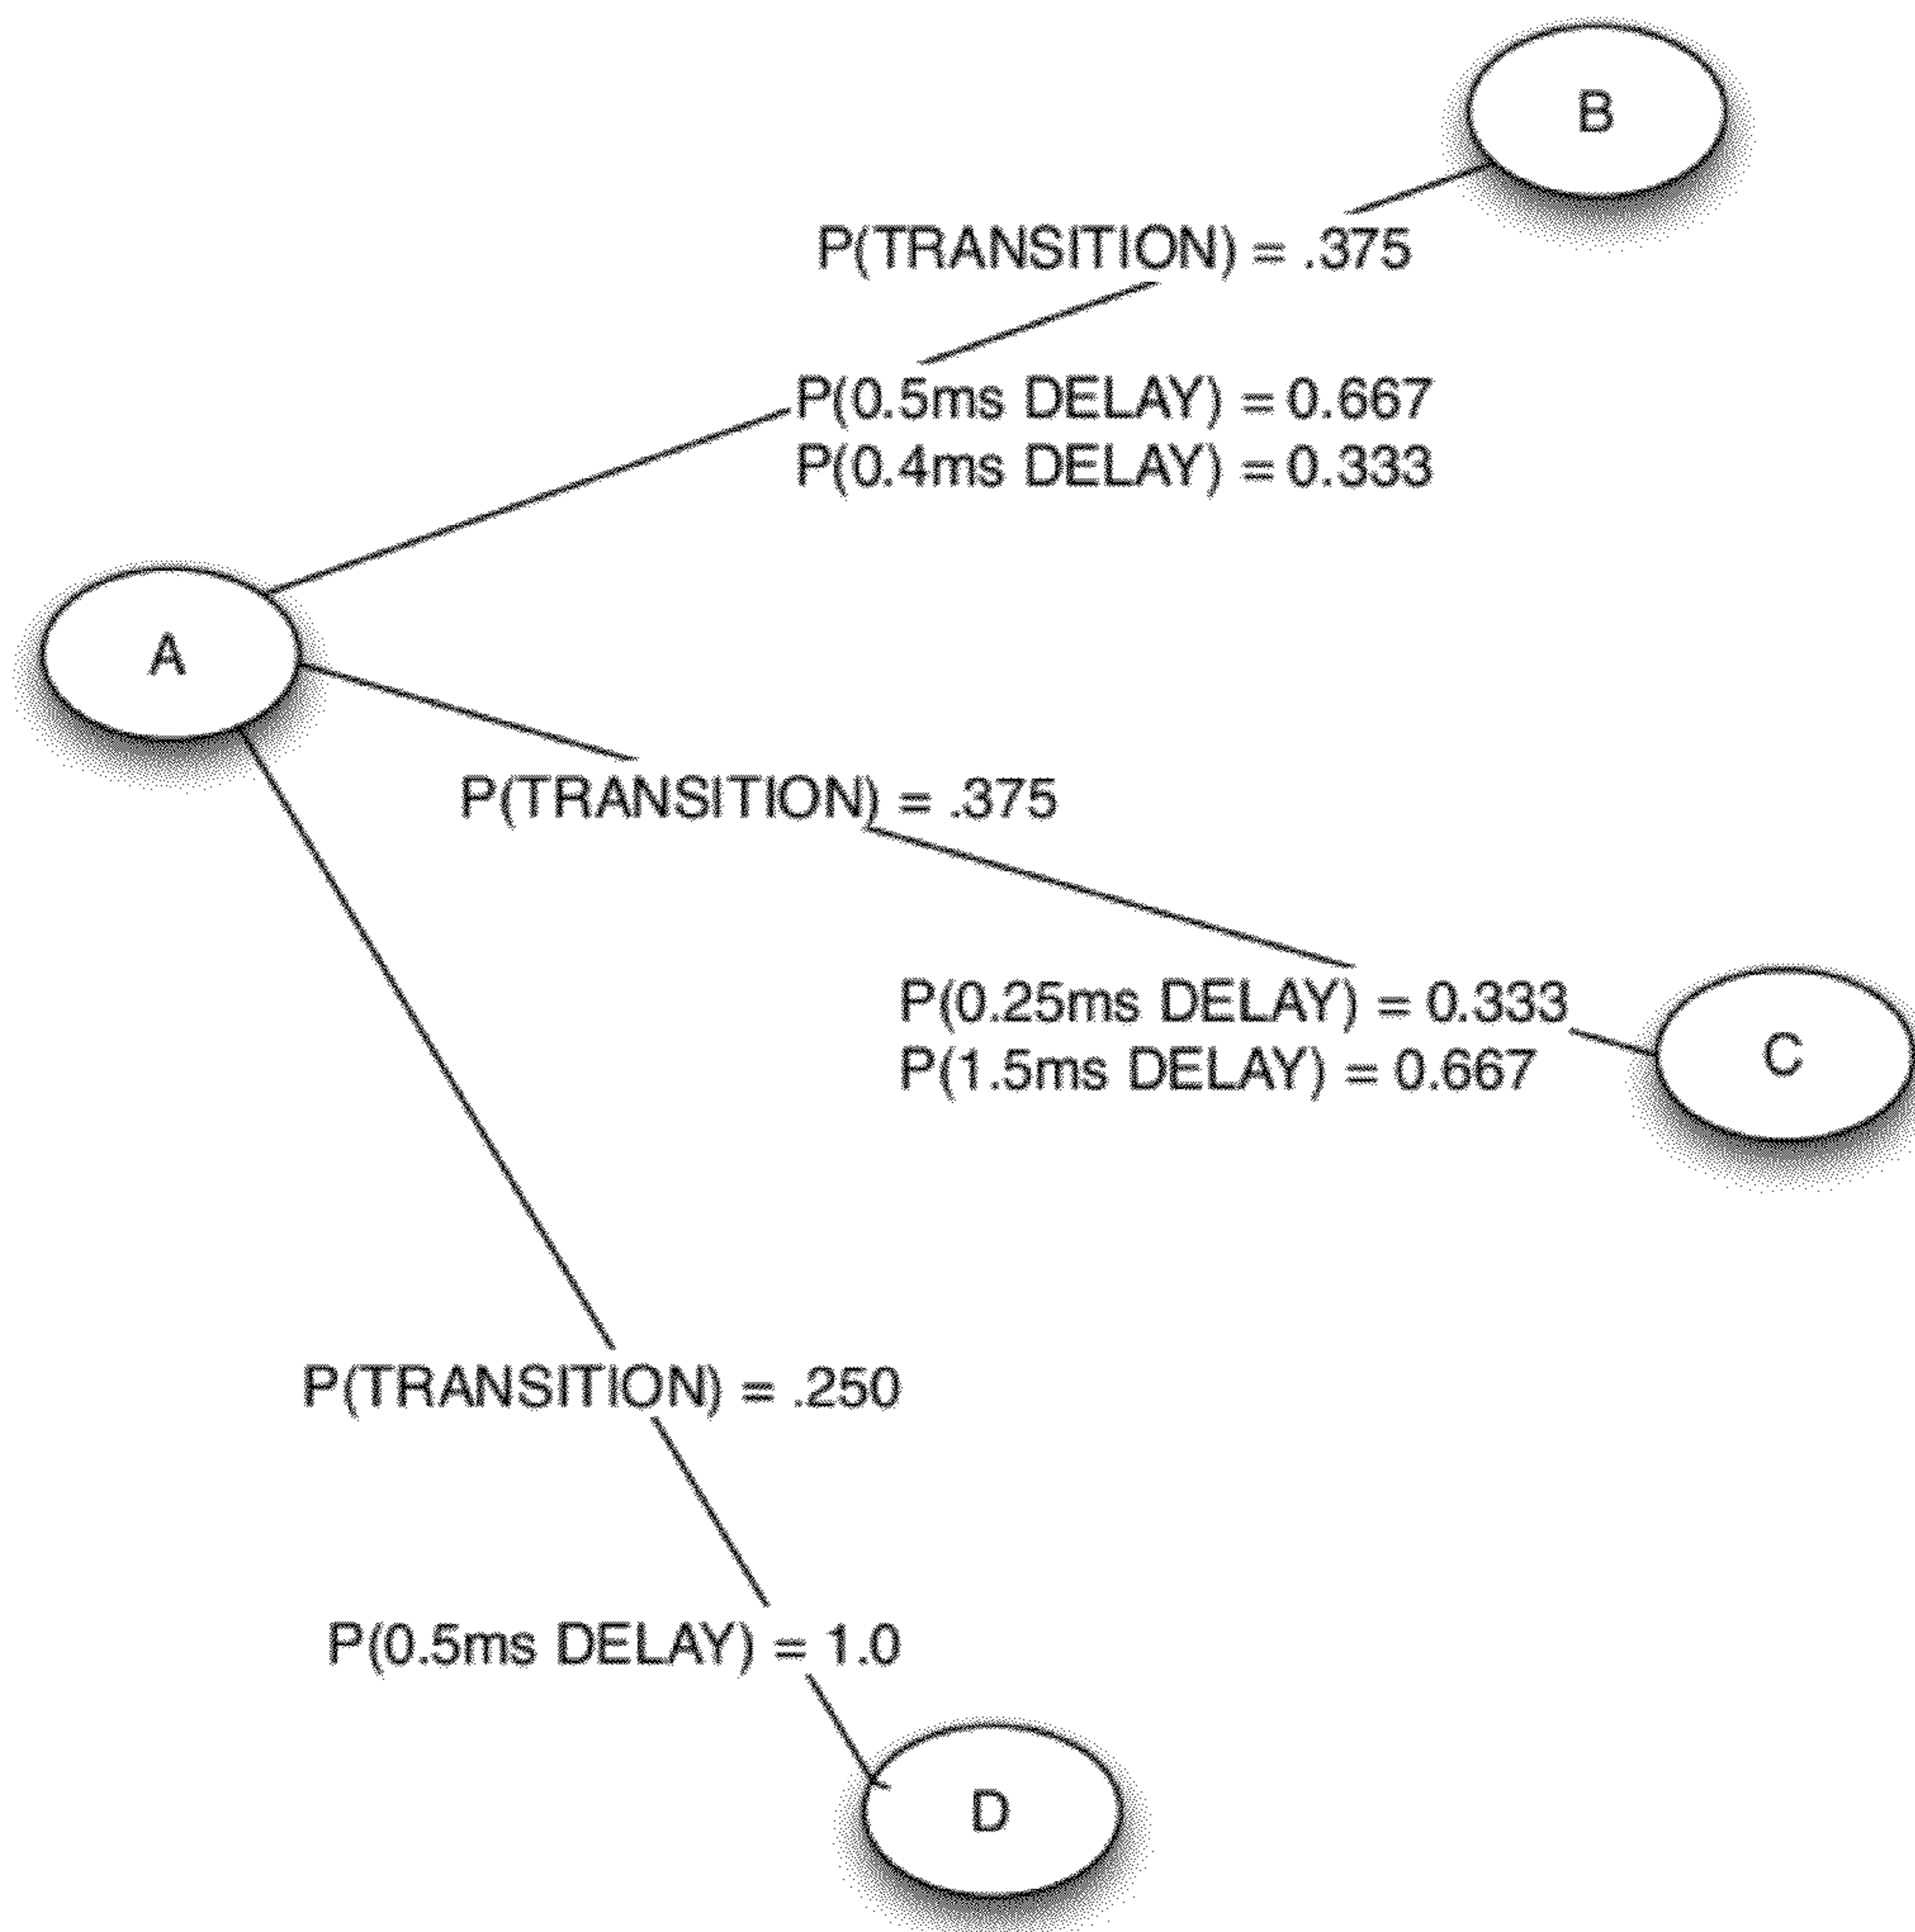 B
P(TRANSITION) = .375
P(0.5ms DELAY) = 0.667
P(0.4ms DELAY) = 0.333
A
P(TRANSITION) = .375
P(0.25ms DELAY) = 0.333
P(1.5ms DELAY) = 0.667
C
P(TRANSITION) = .250
P(0.5ms DELAY) = 1.0
D